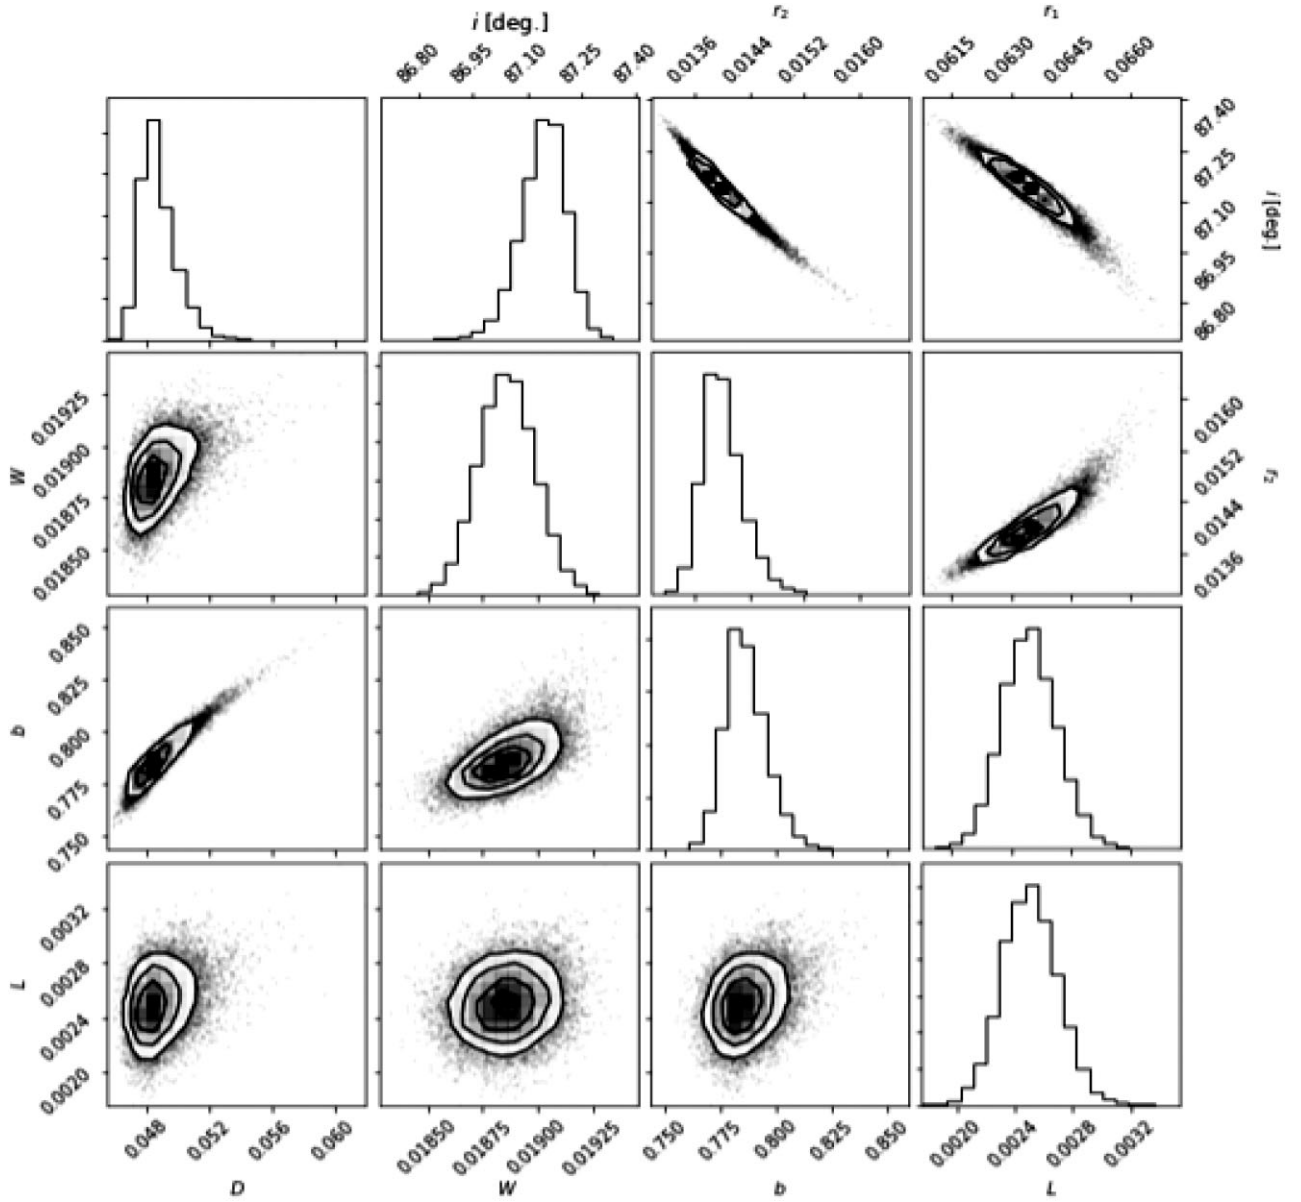 i [deg.]
r₂
r₁
86.80 86.95 87.10 87.25 87.40
0.0136 0.0144 0.0152 0.0160
0.0615 0.0630 0.0645 0.0660
87.40
87.25
87.10
86.95
86.80
i [deg.]
0.01925
0.01900
0.01875
0.01850
W
0.0160
0.0152
0.0144
0.0136
r₂
0.850
0.825
0.800
0.775
0.750
b
0.0032
0.0028
0.0024
0.0020
L
0.048 0.052 0.056 0.060
0.01850 0.01875 0.01900 0.01925
0.750 0.775 0.800 0.825 0.850
0.0020 0.0024 0.0028 0.0032
D
W
b
L